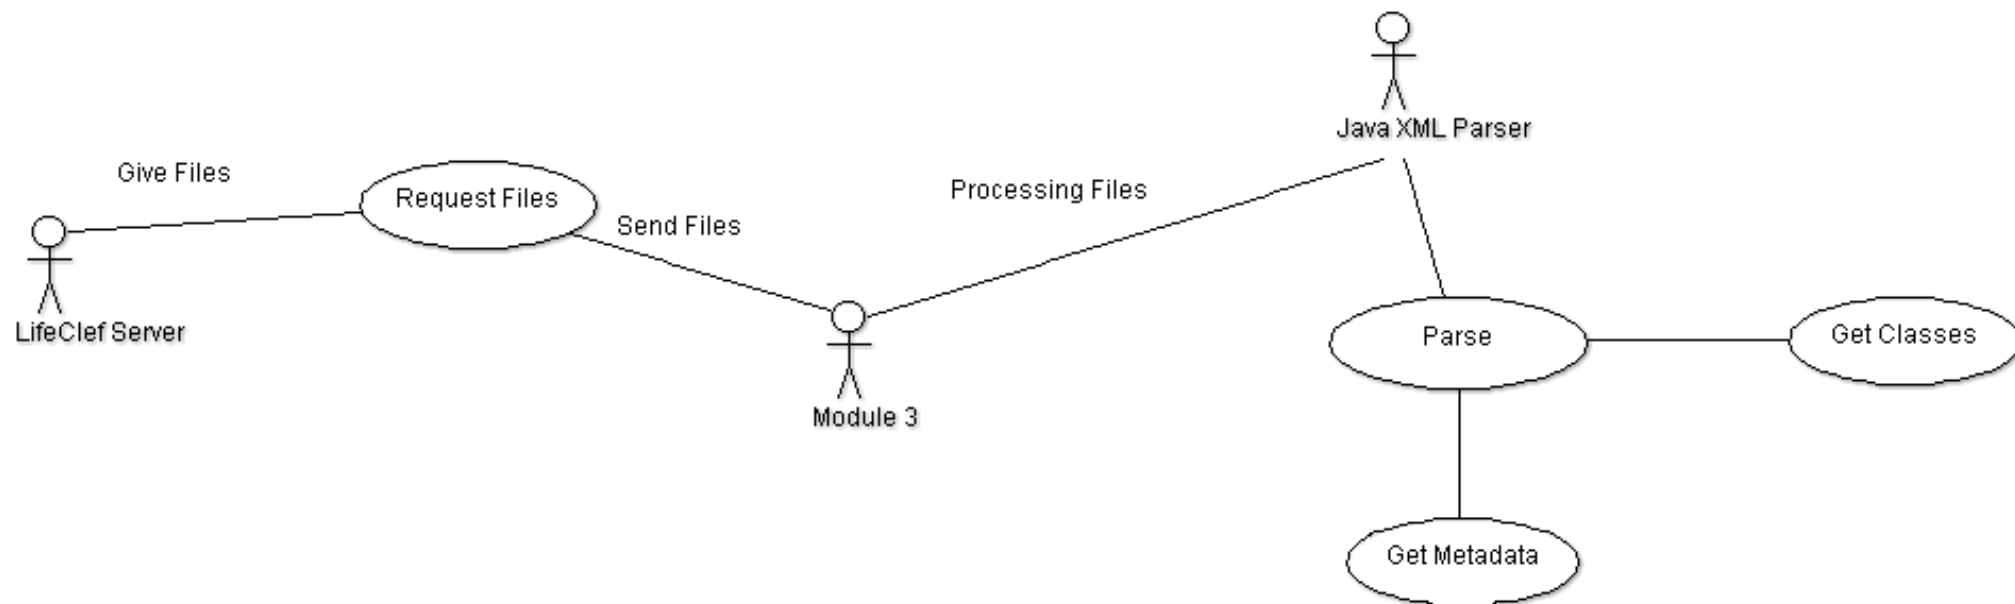 Java XML Parser
Give Files
Request Files
Processing Files
Send Files
LifeClef Server
Parse
Get Classes
Module 3
Get Metadada